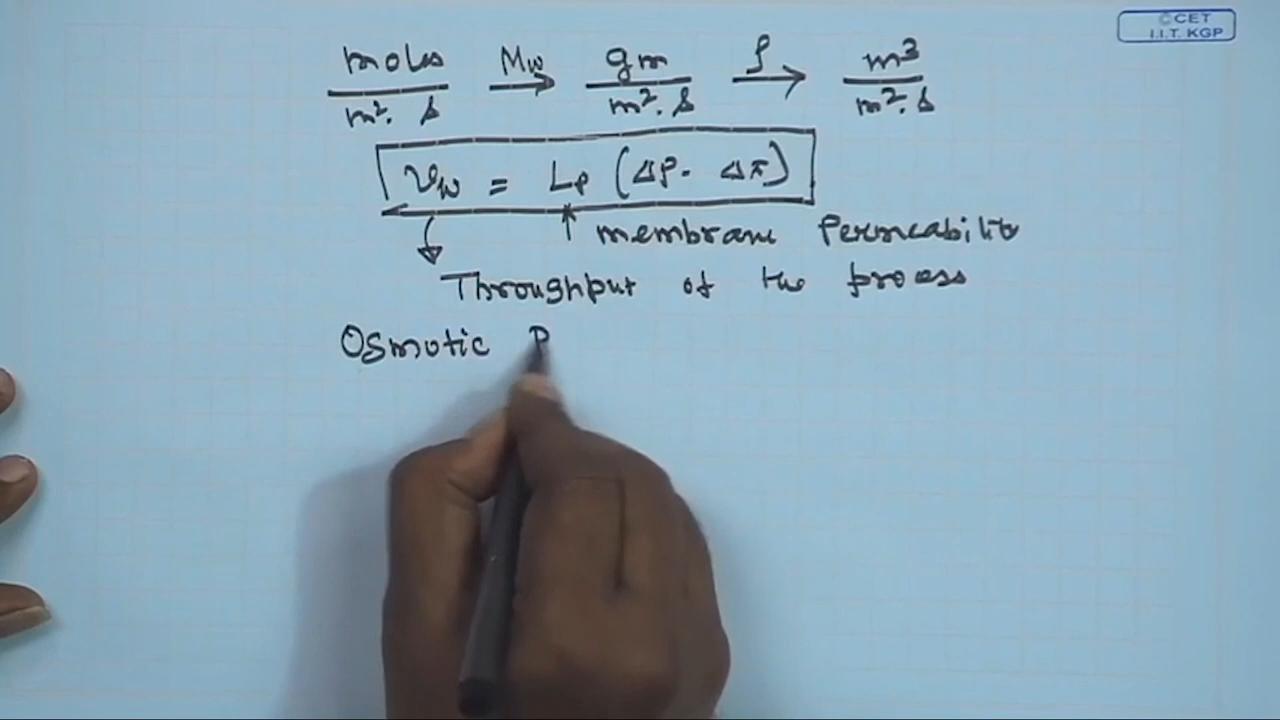 ©CET
I.I.T. KGP
moles/m²·s →Mw gm/m²·s →ρ m³/m²·s
vw = Lp (ΔP - Δπ)
↑ membrane Permeability
Throughput of the process
Osmotic P